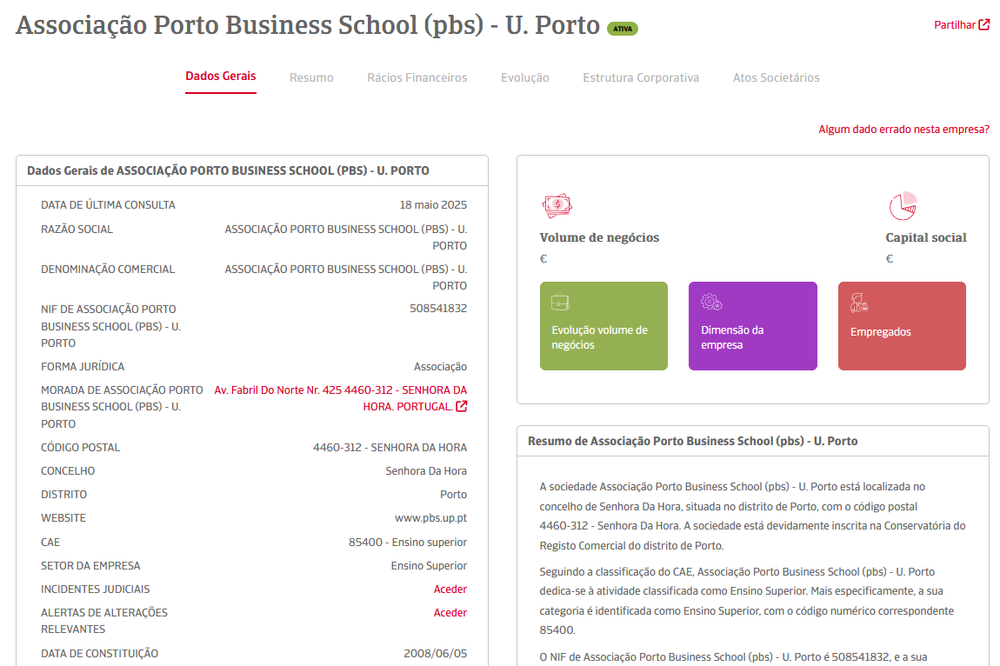 Associação Porto Business School (pbs) - U. Porto ATIVA
Partilhar
Dados Gerais Resumo Rácios Financeiros Evolução Estrutura Corporativa Atos Societários
Algum dado errado nesta empresa?
Dados Gerais de ASSOCIAÇÃO PORTO BUSINESS SCHOOL (PBS) - U. PORTO
DATA DE ÚLTIMA CONSULTA 18 maio 2025
RAZÃO SOCIAL ASSOCIAÇÃO PORTO BUSINESS SCHOOL (PBS) - U.
PORTO
DENOMINAÇÃO COMERCIAL ASSOCIAÇÃO PORTO BUSINESS SCHOOL (PBS) - U.
PORTO
NIF DE ASSOCIAÇÃO PORTO 508541832
BUSINESS SCHOOL (PBS) - U.
PORTO
FORMA JURÍDICA Associação
MORADA DE ASSOCIAÇÃO PORTO Av. Fabril Do Norte Nr. 425 4460-312 - SENHORA DA
BUSINESS SCHOOL (PBS) - U. HORA. PORTUGAL.
PORTO
CÓDIGO POSTAL 4460-312 - SENHORA DA HORA
CONCELHO Senhora Da Hora
DISTRITO Porto
WEBSITE www.pbs.up.pt
CAE 85400 - Ensino superior
SETOR DA EMPRESA Ensino Superior
INCIDENTES JUDICIAIS Aceder
ALERTAS DE ALTERAÇÕES Aceder
RELEVANTES
DATA DE CONSTITUIÇÃO 2008/06/05
Volume de negócios Capital social
€ €
Evolução volume de
negócios
Dimensão da
empresa
Empregados
Resumo de Associação Porto Business School (pbs) - U. Porto
A sociedade Associação Porto Business School (pbs) - U. Porto está localizada no
concelho de Senhora Da Hora, situada no distrito de Porto, com o código postal
4460-312 - Senhora Da Hora. A sociedade está devidamente inscrita na Conservatória do
Registo Comercial do distrito de Porto.
Seguindo a classificação do CAE, Associação Porto Business School (pbs) - U. Porto
dedica-se à atividade classificada como Ensino Superior. Mais especificamente, a sua
categoria é identificada como Ensino Superior, com o código numérico correspondente
85400.
O NIF de Associação Porto Business School (pbs) - U. Porto é 508541832, e a sua